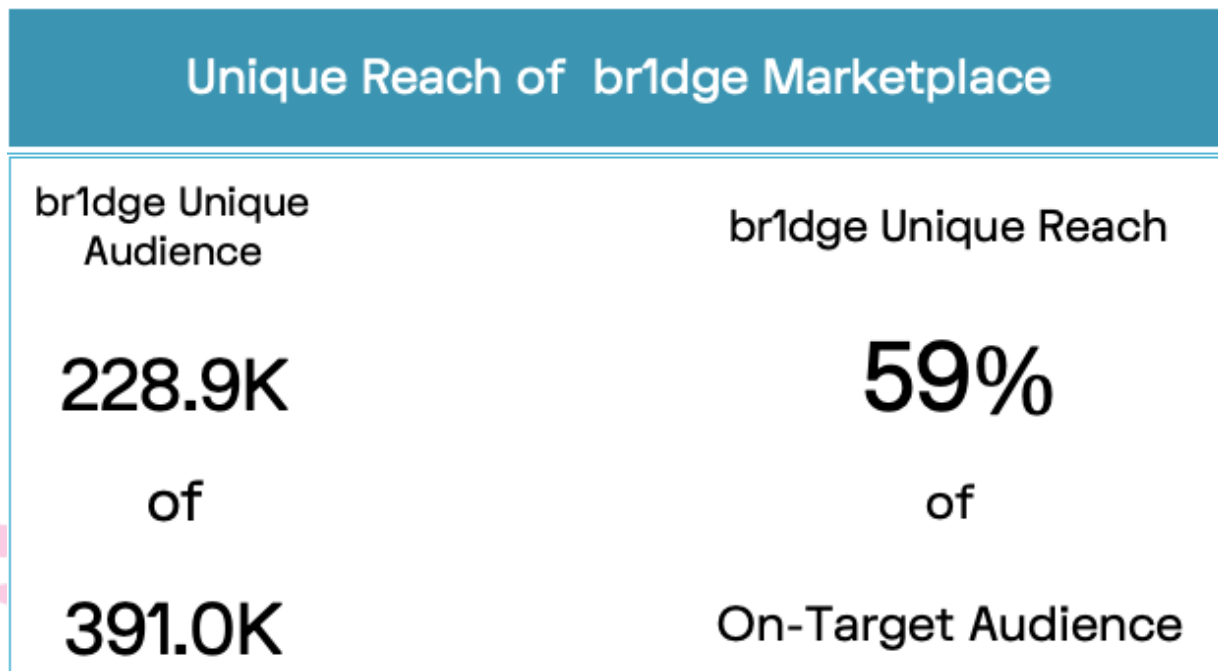 Unique Reach of br1dge Marketplace
br1dge Unique
Audience
228.9K
of
391.0K
br1dge Unique Reach
59%
of
On-Target Audience